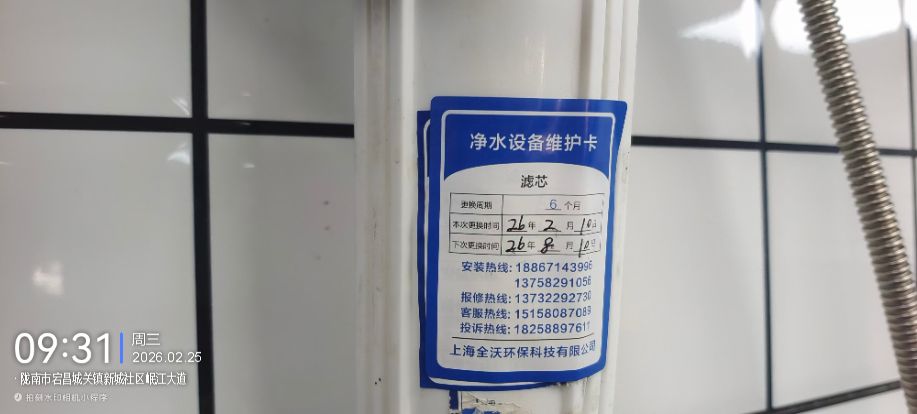 净水设备维护卡
滤芯
更换周期 6 个月
本次更换时间 26年 2月 10日
下次更换时间 26年 8月 10日
安装热线: 18867143996
13758291056
报修热线: 13732292730
客服热线: 15158087089
投诉热线: 18258897617
上海全沃环保科技有限公司
09:31 周三
2026.02.25
陇南市宕昌城关镇新城社区岷江大道
拍侧水印相机小程序